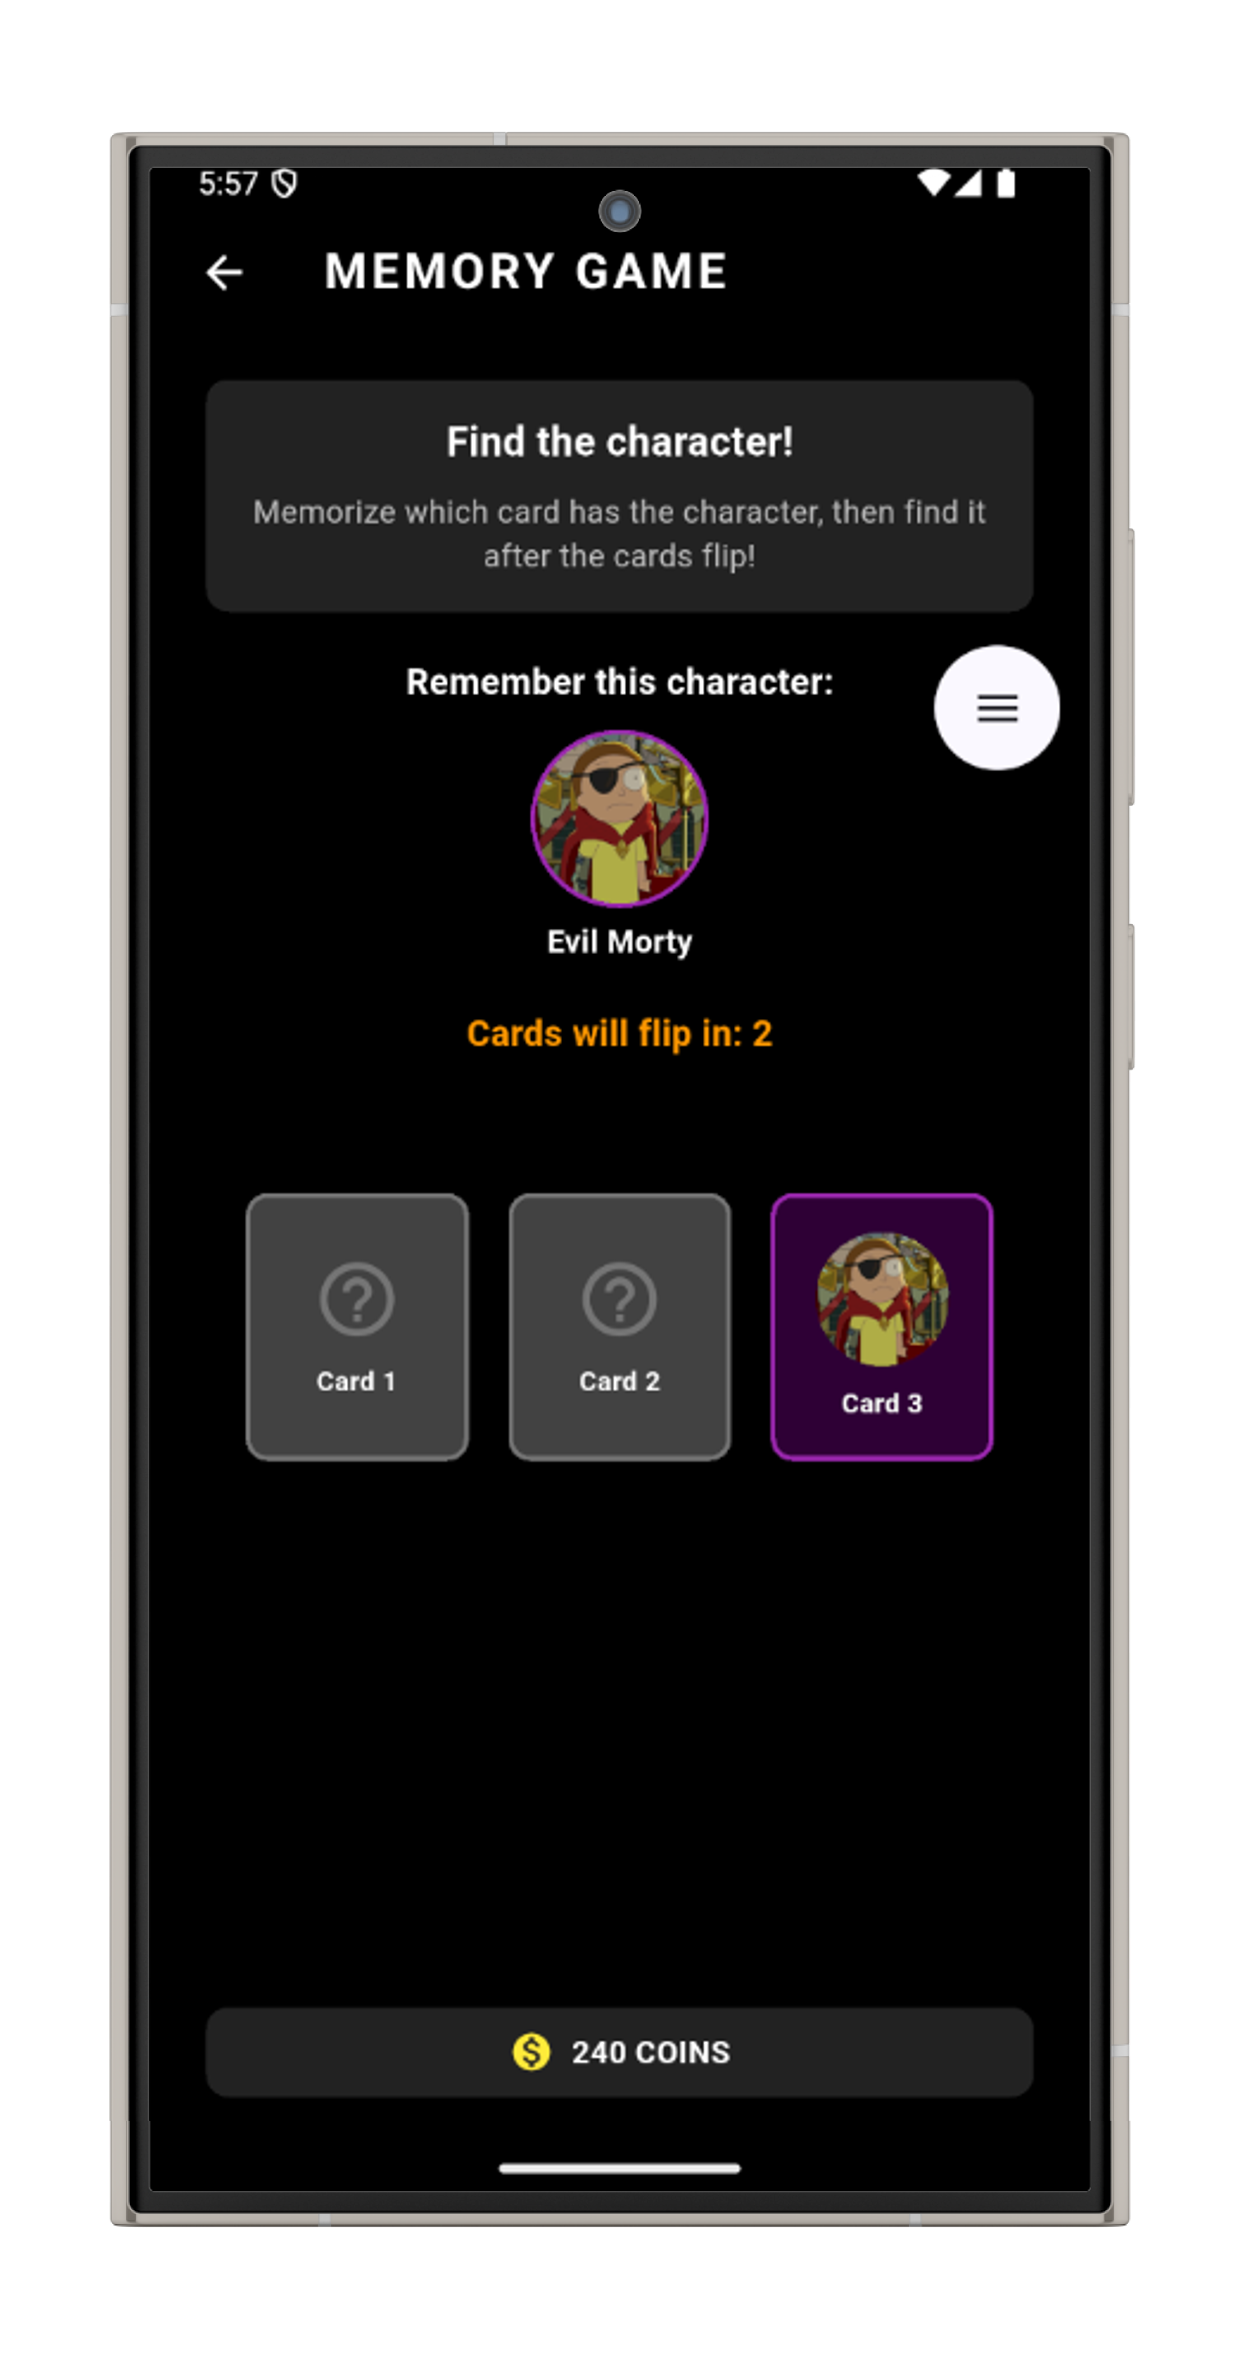 5:57
MEMORY GAME
Find the character!
Memorize which card has the character, then find it
after the cards flip!
Remember this character:
Evil Morty
Cards will flip in: 2
Card 1
Card 2
Card 3
240 COINS